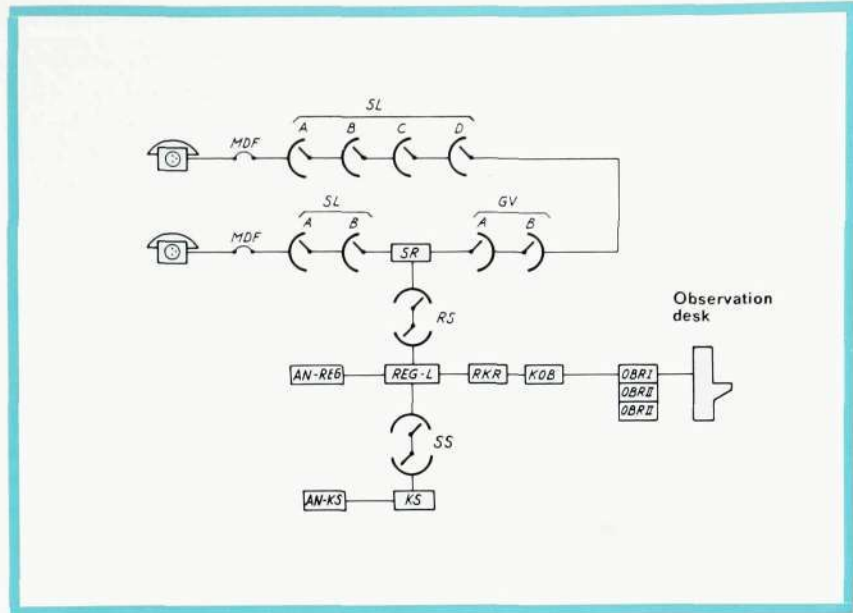 SL
A B C D
MDF
SL GV
A B A B
MDF
SR
RS
Observation
desk
AN-REG REG-L RKR KOB OBRI
OBRII
OBRII
SS
AN-KS KS